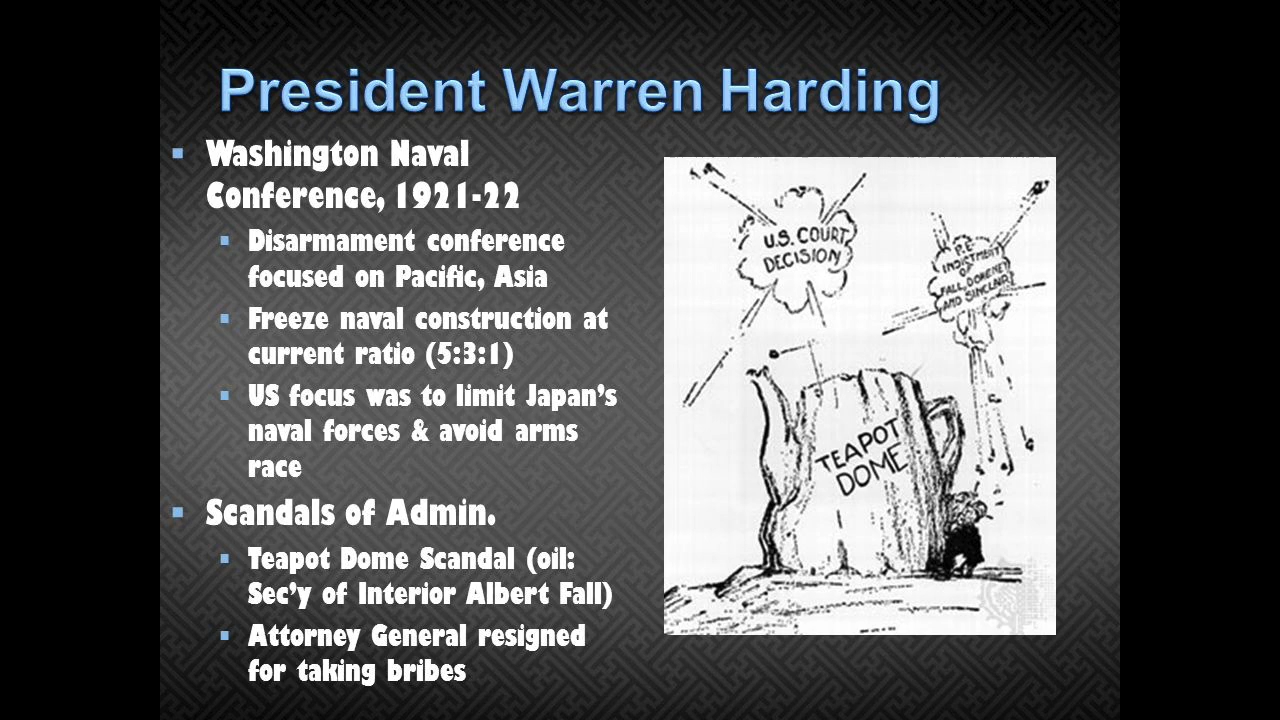 President Warren Harding
▪ Washington Naval
Conference, 1921-22
▪ Disarmament conference
focused on Pacific, Asia
▪ Freeze naval construction at
current ratio (5:3:1)
▪ US focus was to limit Japan's
naval forces & avoid arms
race
▪ Scandals of Admin.
▪ Teapot Dome Scandal (oil:
Sec'y of Interior Albert Fall)
▪ Attorney General resigned
for taking bribes
U.S. COURT
DECISION
INDICTMENT
OF
FALL, DOHENEY
AND SINCLAIR
TEAPOT
DOME